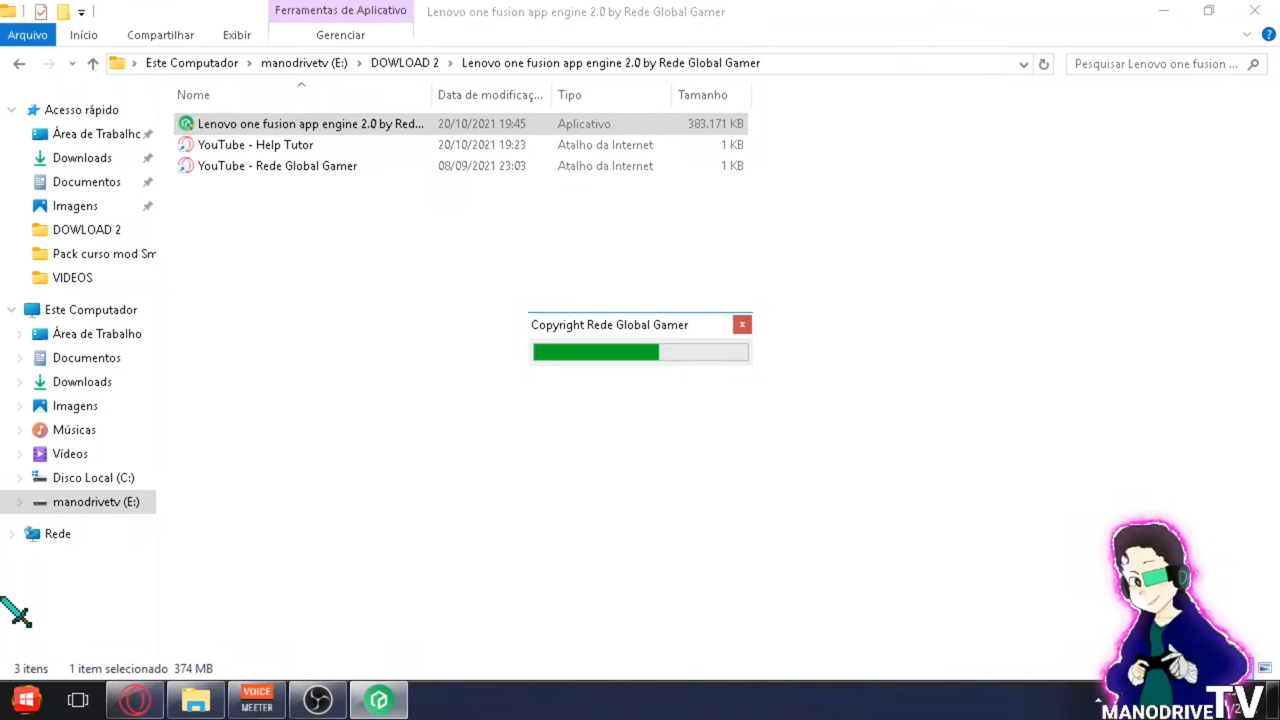 Ferramentas de Aplicativo
Lenovo one fusion app engine 2.0 by Rede Global Gamer
Arquivo
Início
Compartilhar
Exibir
Gerenciar
Este Computador
manodrivetv (E:)
DOWLOAD 2
Lenovo one fusion app engine 2.0 by Rede Global Gamer
Pesquisar Lenovo one fusion ...
Nome
Data de modificaç...
Tipo
Tamanho
Lenovo one fusion app engine 2.0 by Red... 20/10/2021 19:45 Aplicativo 383.171 KB
YouTube - Help Tutor 20/10/2021 19:23 Atalho da Internet 1 KB
YouTube - Rede Global Gamer 08/09/2021 23:03 Atalho da Internet 1 KB
Acesso rápido
Área de Trabalhc
Downloads
Documentos
Imagens
DOWLOAD 2
Pack curso mod Sm
VIDEOS
Este Computador
Área de Trabalho
Documentos
Downloads
Imagens
Músicas
Vídeos
Disco Local (C:)
manodrivetv (E:)
Rede
Copyright Rede Global Gamer
3 itens
1 item selecionado 374 MB
VOICE
MEETER
MANODRIVE TV